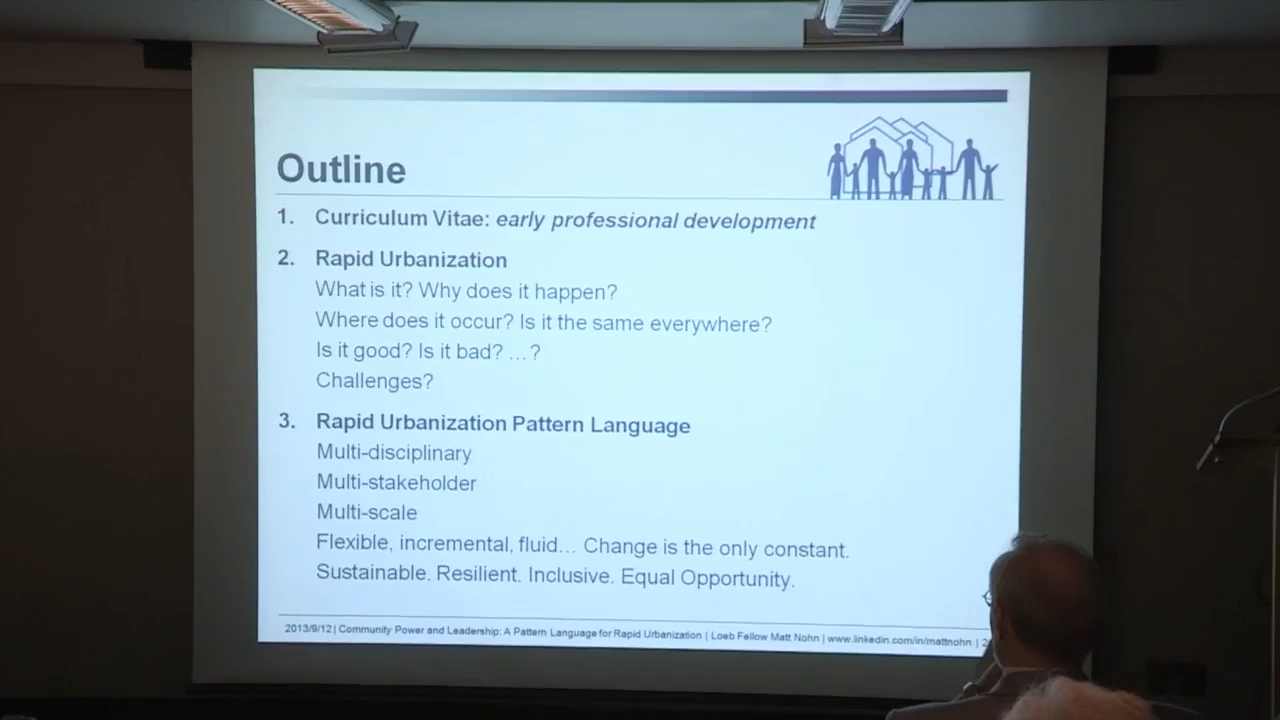 Outline
1. Curriculum Vitae: early professional development
2. Rapid Urbanization
What is it? Why does it happen?
Where does it occur? Is it the same everywhere?
Is it good? Is it bad? …?
Challenges?
3. Rapid Urbanization Pattern Language
Multi-disciplinary
Multi-stakeholder
Multi-scale
Flexible, incremental, fluid… Change is the only constant.
Sustainable. Resilient. Inclusive. Equal Opportunity.
2013/9/12 | Community Power and Leadership: A Pattern Language for Rapid Urbanization | Loeb Fellow Matt Nohn | www.linkedin.com/in/mattnohn |